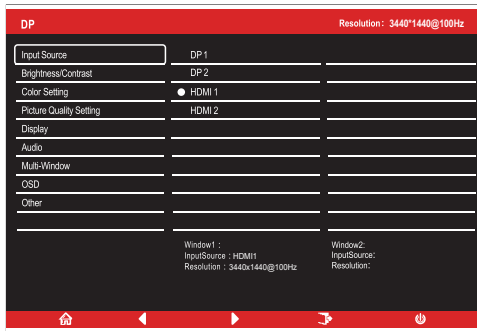 DP Resolution: 3440*1440@100Hz
Input Source DP 1
Brightness/Contrast DP 2
Color Setting HDMI 1
Picture Quality Setting HDMI 2
Display
Audio
Multi-Window
OSD
Other
Window1 : Window2:
InputSource : HDMI1 InputSource:
Resolution : 3440x1440@100Hz Resolution: